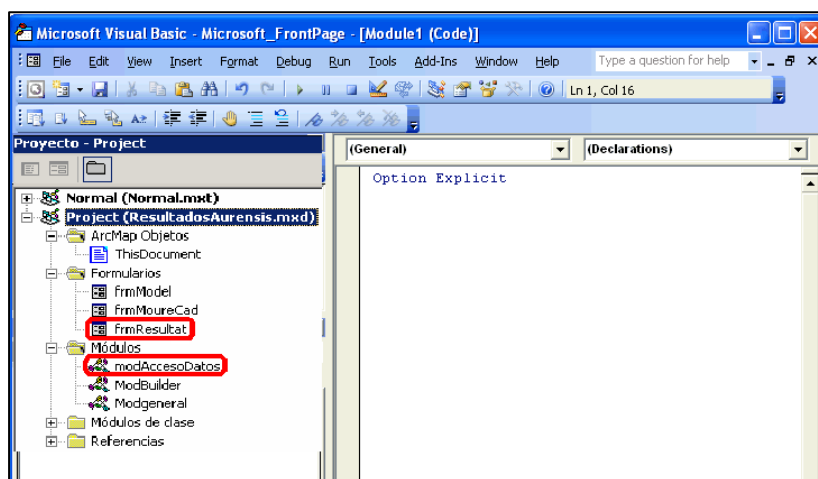 Microsoft Visual Basic - Microsoft_FrontPage - [Module1 (Code)]
File Edit View Insert Format Debug Run Tools Add-Ins Window Help Type a question for help
Ln 1, Col 16
Proyecto - Project
(General) (Declarations)
Option Explicit
Normal (Normal.mxt)
Project (ResultadosAurensis.mxd)
ArcMap Objetos
ThisDocument
Formularios
frmModel
frmMoureCad
frmResultat
Módulos
modAccesoDatos
ModBuilder
Modgeneral
Módulos de clase
Referencias